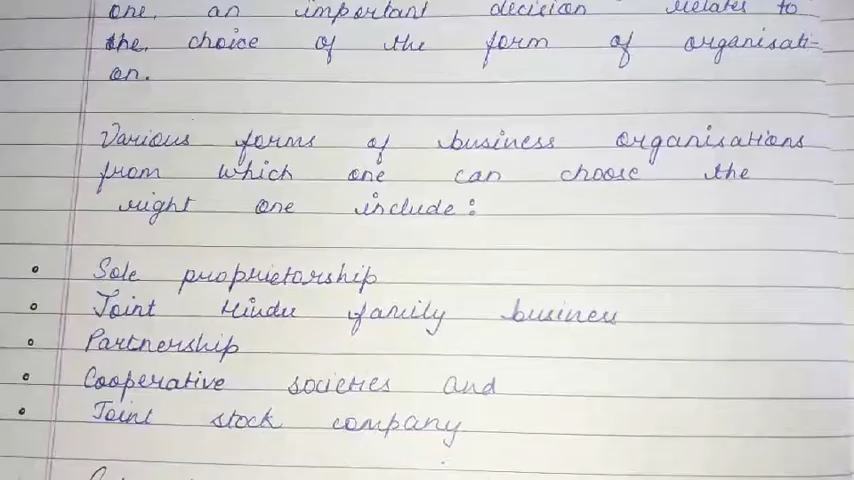 one, an important decision relates to
the choice of the form of organisati-
on.
Various forms of business organisations
from which one can choose the
right one include:
Sole proprietorship
Joint Hindu family business
Partnership
Cooperative societies and
Joint stock company